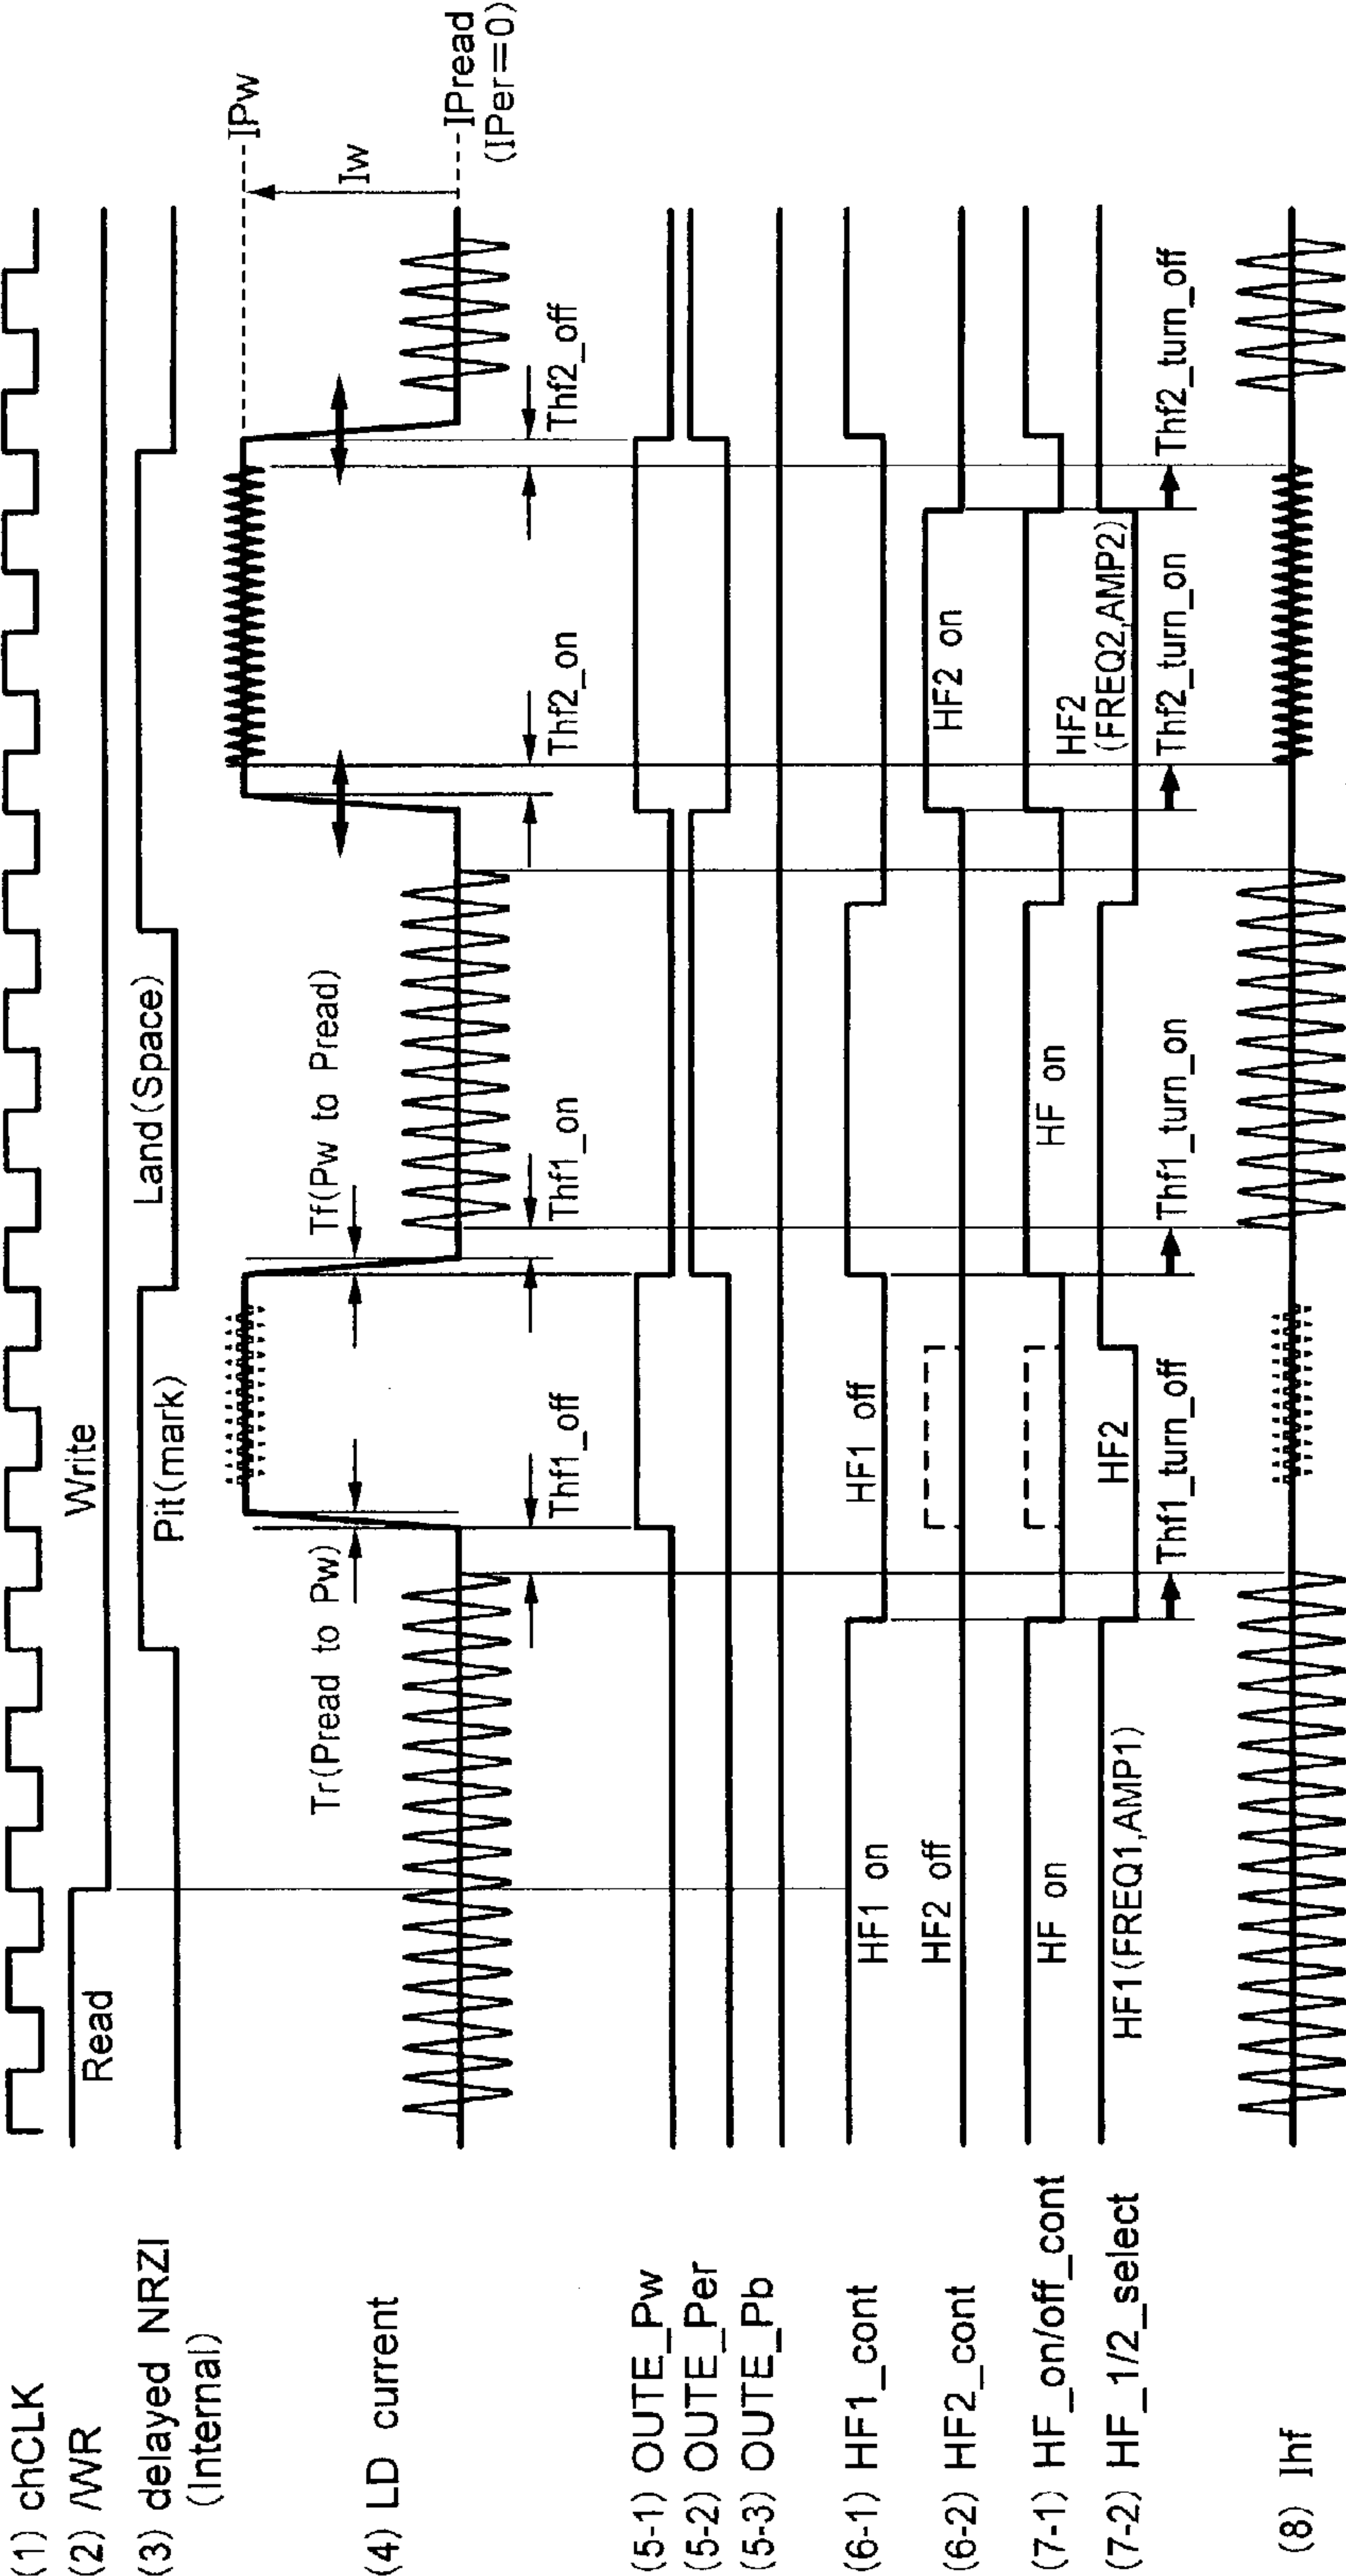 (1) chCLK
(2) /WR
Read
Write
(3) delayed NRZI
(Internal)
Pit(mark)
Land(Space)
(4) LD current
Tr(Pread to Pw)
Tf(Pw to Pread)
IPw
Iw
IPread
(IPer=0)
Thf1_off
Thf1_on
Thf2_on
Thf2_off
(5-1) OUTE_Pw
(5-2) OUTE_Per
(5-3) OUTE_Pb
(6-1) HF1_cont
HF1 on
HF1 off
(6-2) HF2_cont
HF2 off
HF2 on
(7-1) HF_on/off_cont
HF on
HF on
(7-2) HF_1/2_select
HF1(FREQ1,AMP1)
HF2
HF2
(FREQ2,AMP2)
Thf1_turn_off
Thf1_turn_on
Thf2_turn_on
Thf2_turn_off
(8) Ihf